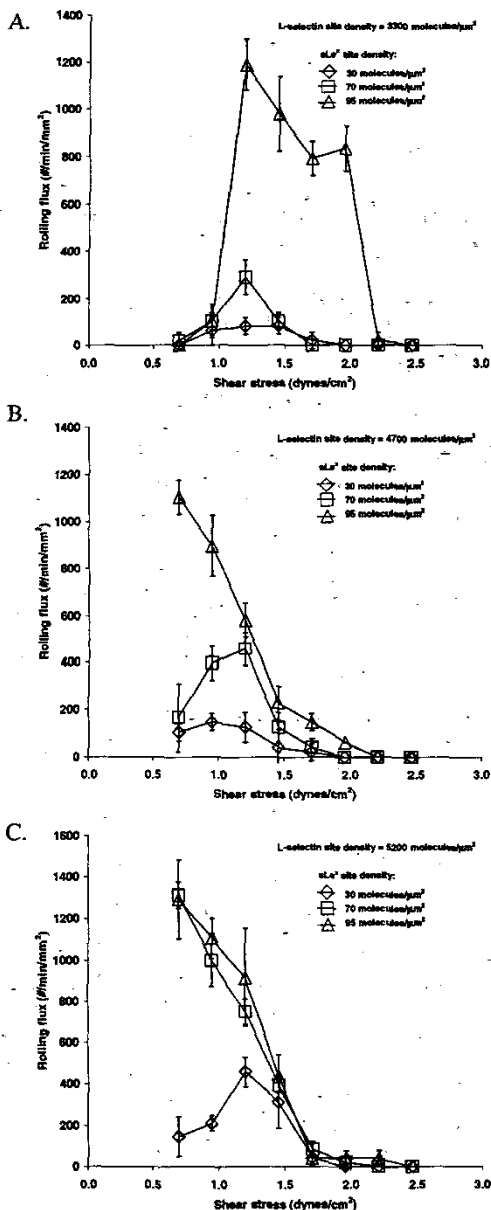 A.
L-selectin site density = 3300 molecules/μm²
sLeˣ site density:
30 molecules/μm²
70 molecules/μm²
95 molecules/μm²
Rolling flux (#/min/mm²)
1400
1200
1000
800
600
400
200
0
0.0 0.5 1.0 1.5 2.0 2.5 3.0
Shear stress (dynes/cm²)
B.
L-selectin site density = 4700 molecules/μm²
sLeˣ site density:
30 molecules/μm²
70 molecules/μm²
95 molecules/μm²
Rolling flux (#/min/mm²)
1400
1200
1000
800
600
400
200
0
0.0 0.5 1.0 1.5 2.0 2.5 3.0
Shear stress (dynes/cm²)
C.
L-selectin site density = 5200 molecules/μm²
sLeˣ site density:
30 molecules/μm²
70 molecules/μm²
95 molecules/μm²
Rolling flux (#/min/mm²)
1600
1400
1200
1000
800
600
400
200
0
0.0 0.5 1.0 1.5 2.0 2.5 3.0
Shear stress (dynes/cm²)